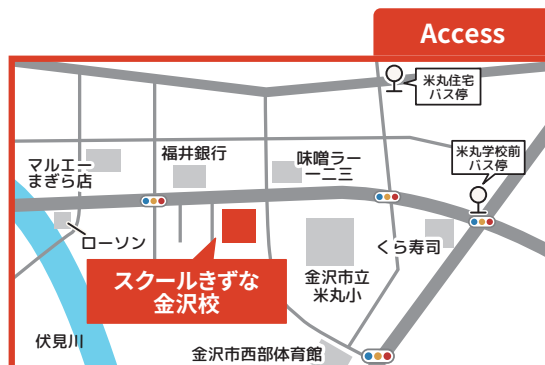 Access
米丸住宅
バス停
米丸学校前
バス停
福井銀行
味噌ラー
一二三
マルエー
まぎら店
ローソン
くら寿司
スクールきずな
金沢校
金沢市立
米丸小
伏見川
金沢市西部体育館